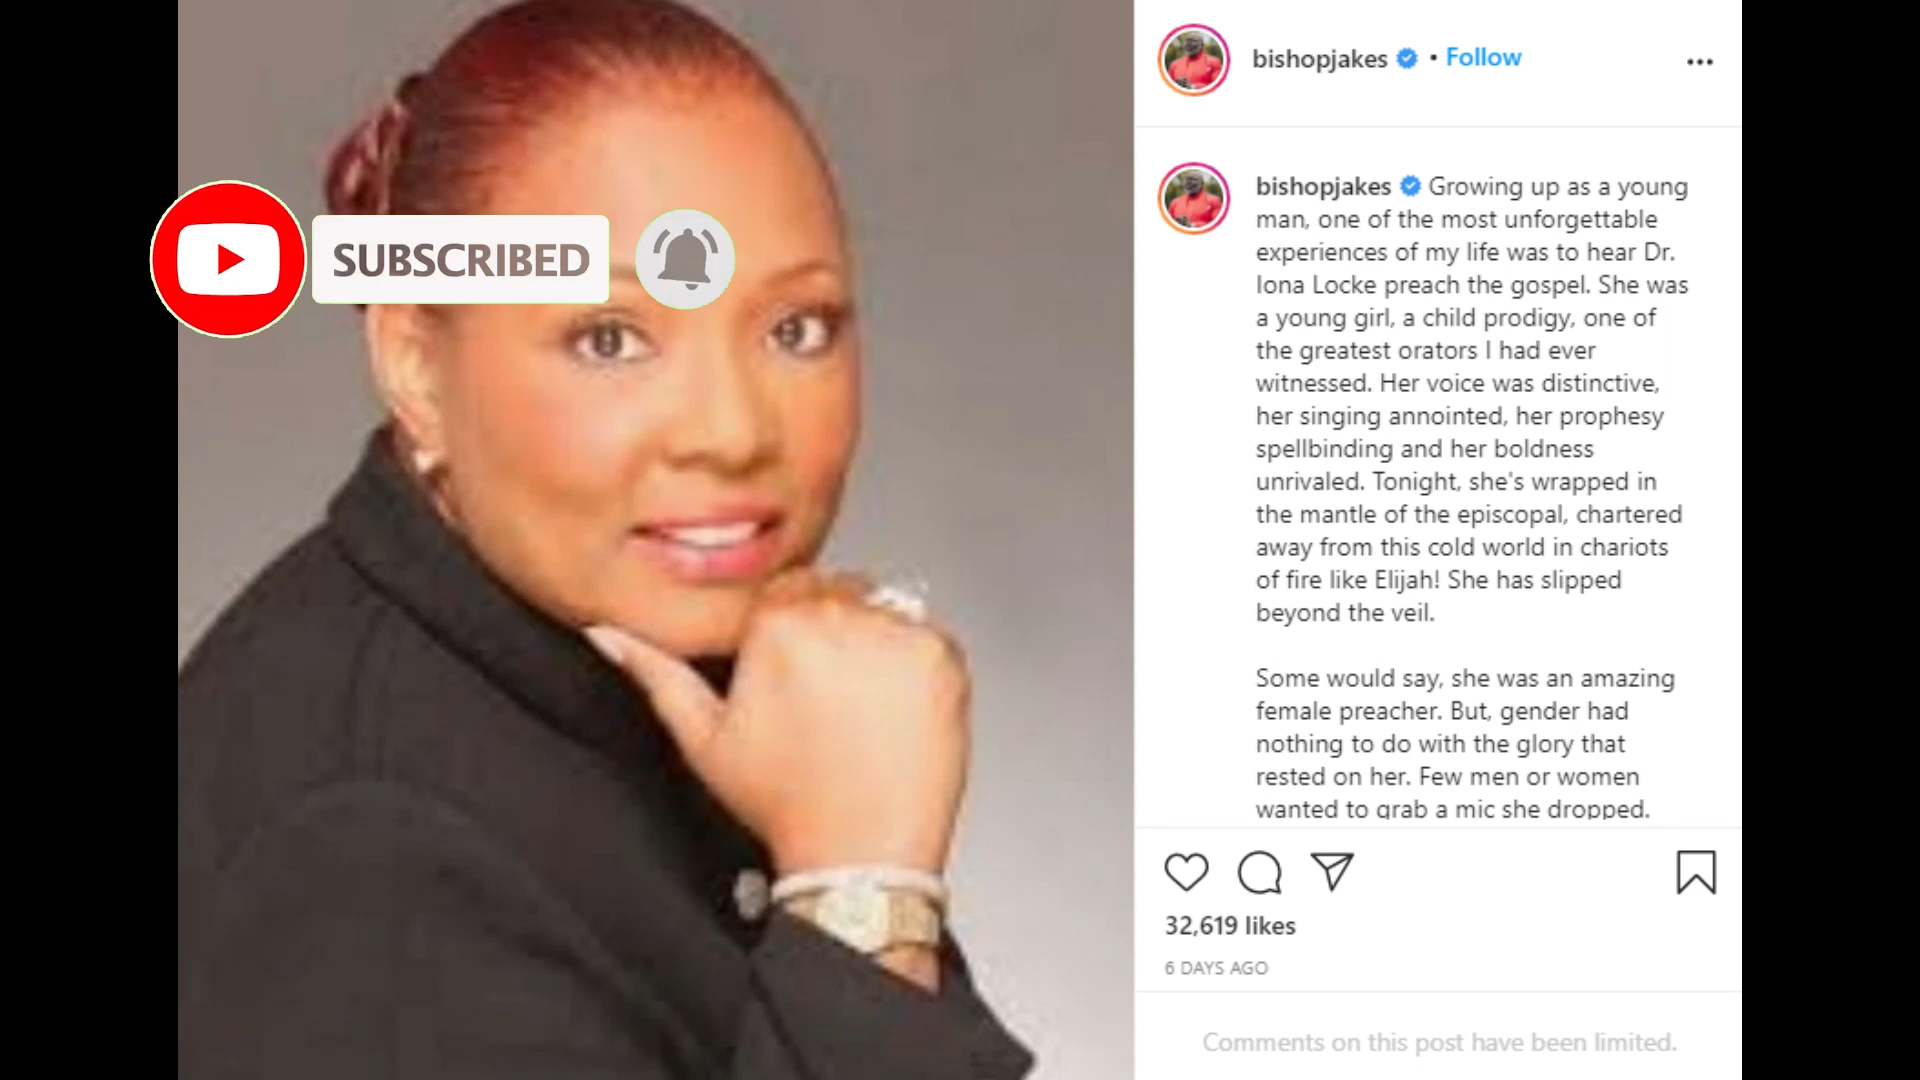 SUBSCRIBED
bishopjakes • Follow
bishopjakes Growing up as a young
man, one of the most unforgettable
experiences of my life was to hear Dr.
Iona Locke preach the gospel. She was
a young girl, a child prodigy, one of
the greatest orators I had ever
witnessed. Her voice was distinctive,
her singing annointed, her prophesy
spellbinding and her boldness
unrivaled. Tonight, she's wrapped in
the mantle of the episcopal, chartered
away from this cold world in chariots
of fire like Elijah! She has slipped
beyond the veil.
Some would say, she was an amazing
female preacher. But, gender had
nothing to do with the glory that
rested on her. Few men or women
wanted to grab a mic she dropped.
32,619 likes
6 DAYS AGO
Comments on this post have been limited.